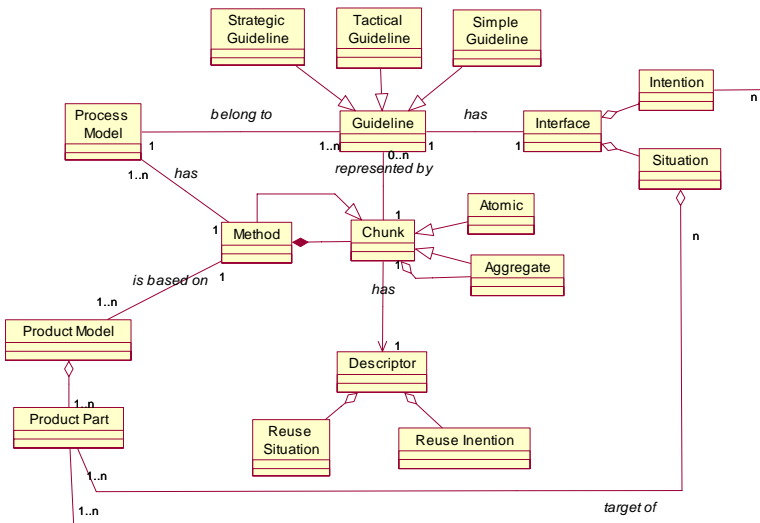 Strategic
Guideline
Tactical
Guideline
Simple
Guideline
Intention
n
Process
Model
belong to
Guideline
has
Interface
1
1..n
0..n
1
1
represented by
1..n
has
Situation
Atomic
n
1
Method
1
Chunk
1
is based on
1
has
Aggregate
1..n
Product Model
1
Descriptor
1..n
Product Part
Reuse
Situation
Reuse Inention
1..n
1..n
target of